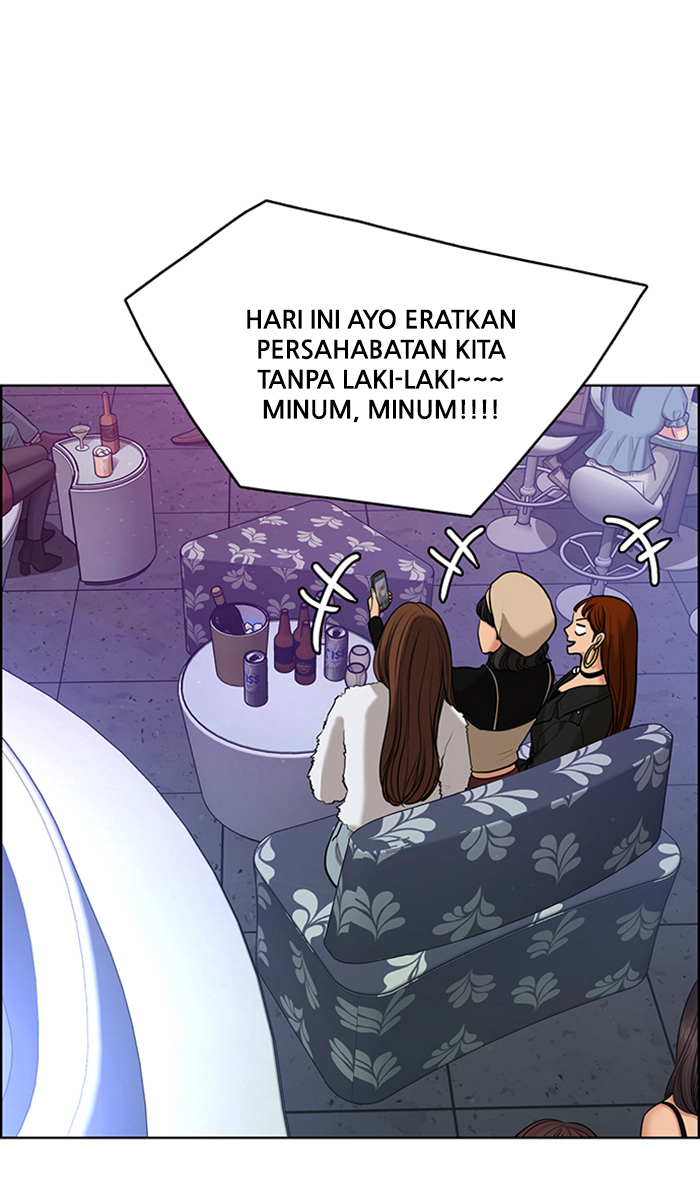 HARI INI AYO ERATKAN
PERSAHABATAN KITA
TANPA LAKI-LAKI~~~
MINUM, MINUM!!!!